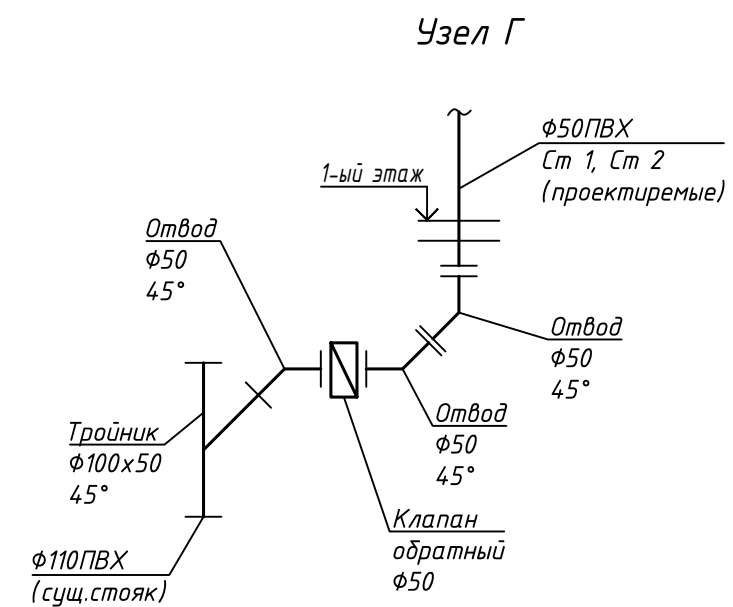 Узел Г
Ф50ПВХ
Ст 1, Ст 2
(проектиремые)
1-ый этаж
Отвод
Ф50
45°
Отвод
Ф50
45°
Отвод
Ф50
45°
Тройник
Ф100х50
45°
Клапан
обратный
Ф50
Ф110ПВХ
(сущ.стояк)